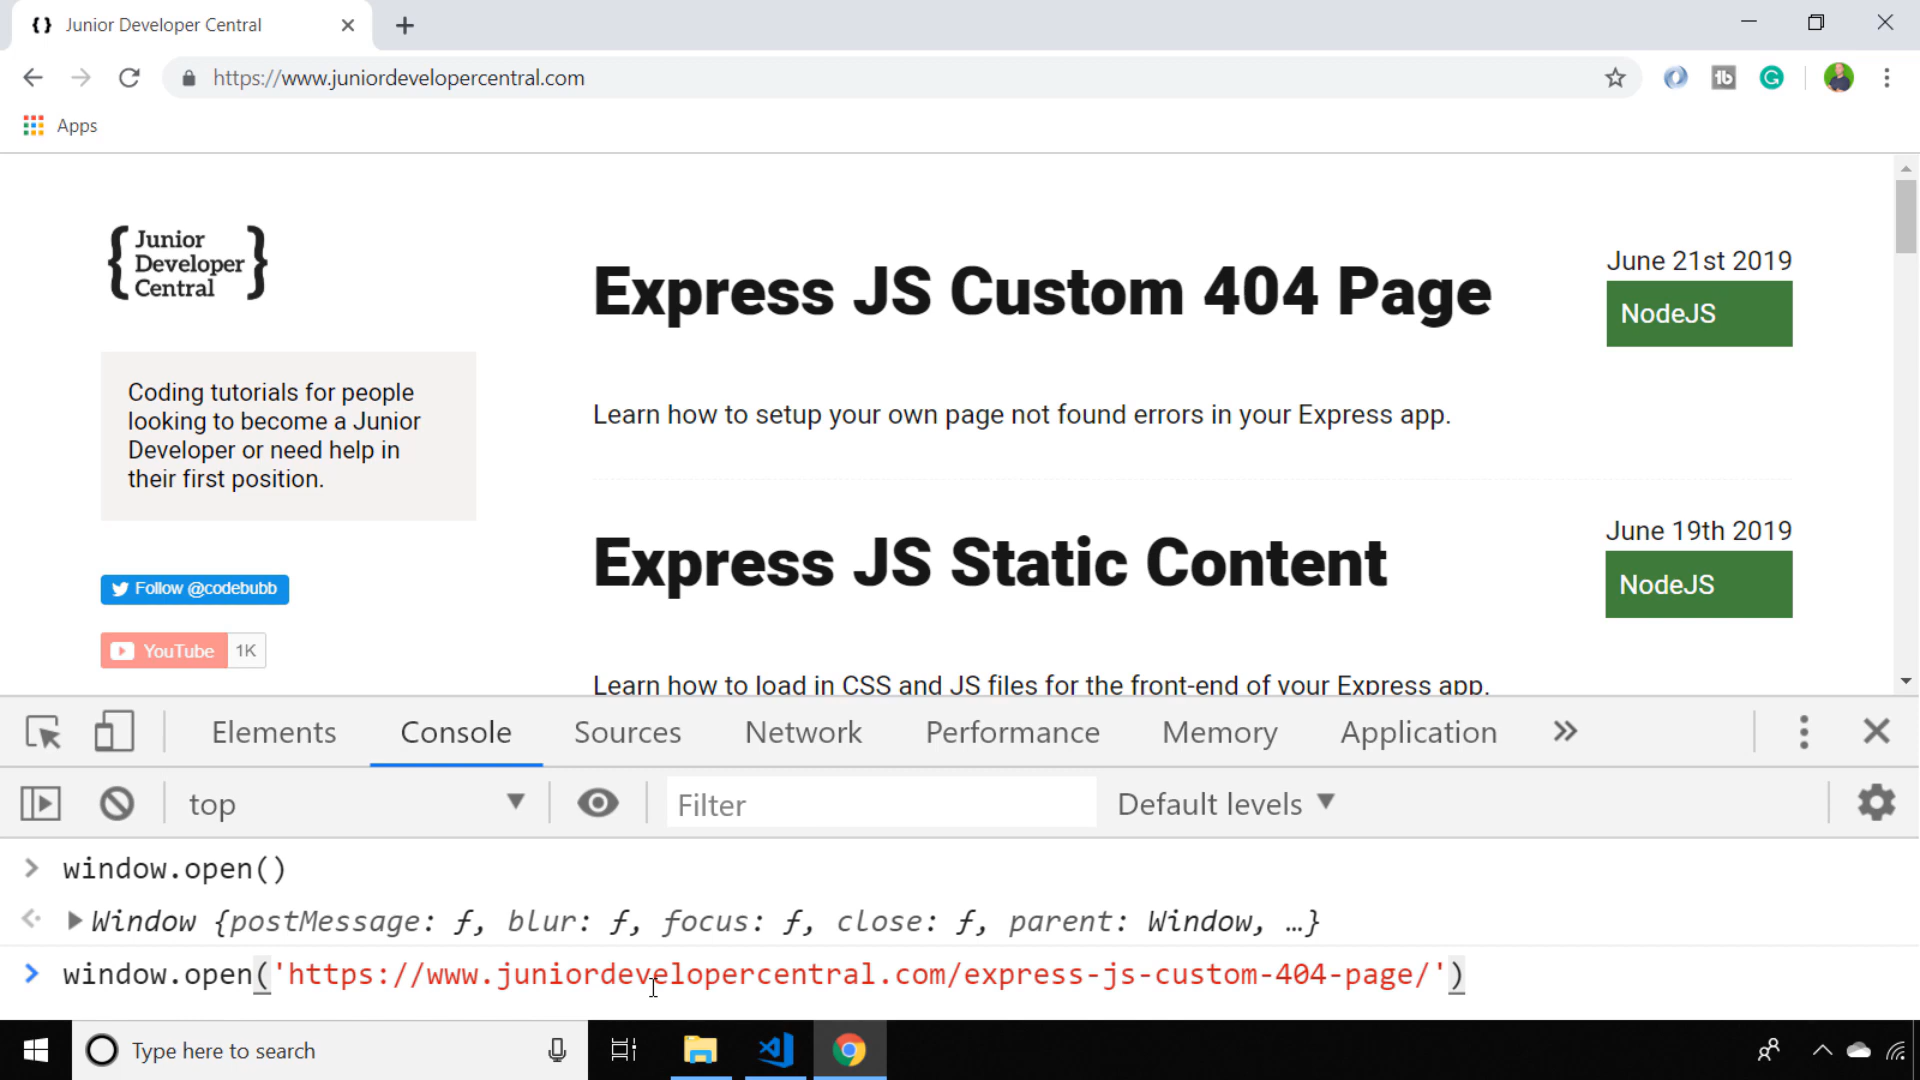 Junior Developer Central
https://www.juniordevelopercentral.com
Apps
{ Junior Developer Central }
Coding tutorials for people
looking to become a Junior
Developer or need help in
their first position.
Follow @codebubb
YouTube 1K
Express JS Custom 404 Page
June 21st 2019
NodeJS
Learn how to setup your own page not found errors in your Express app.
Express JS Static Content
June 19th 2019
NodeJS
Learn how to load in CSS and JS files for the front-end of your Express app.
Elements Console Sources Network Performance Memory Application
top Filter Default levels
> window.open()
Window {postMessage: ƒ, blur: ƒ, focus: ƒ, close: ƒ, parent: Window, …}
> window.open('https://www.juniordevelopercentral.com/express-js-custom-404-page/')
Type here to search